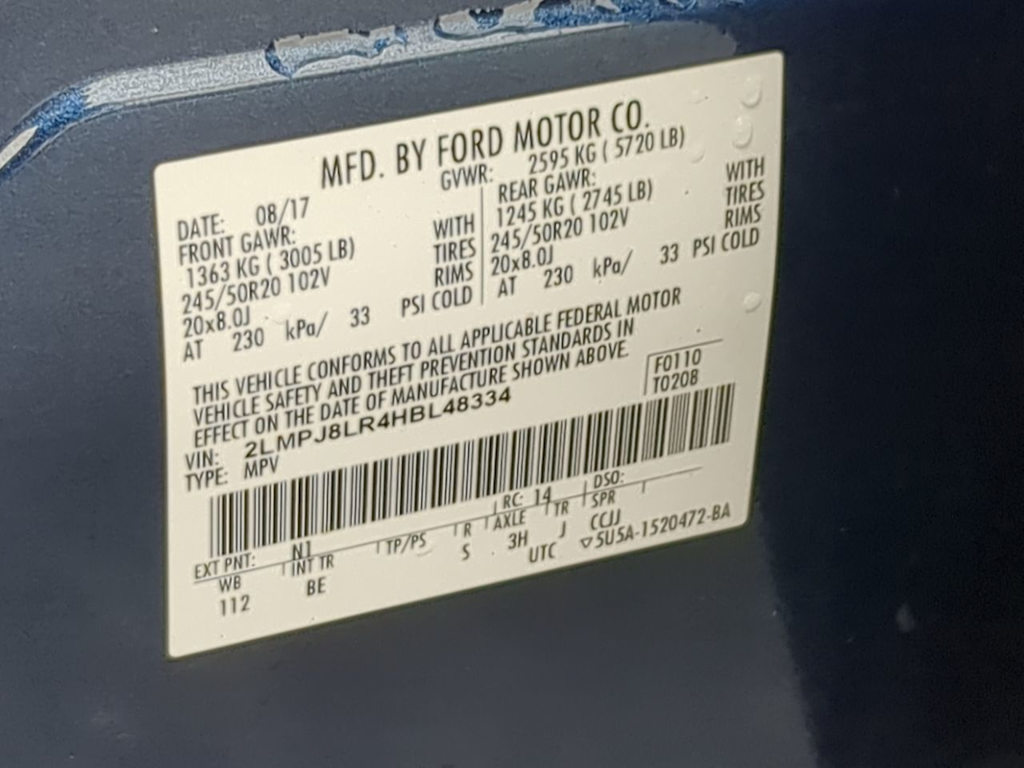 MFD. BY FORD MOTOR CO.
DATE: 08/17 GVWR: 2595 KG ( 5720 LB)
FRONT GAWR: REAR GAWR:
1363 KG ( 3005 LB) WITH 1245 KG ( 2745 LB) WITH
245/50R20 102V TIRES 245/50R20 102V TIRES
20x8.0J RIMS 20x8.0J RIMS
AT 230 kPa/ 33 PSI COLD AT 230 kPa/ 33 PSI COLD
THIS VEHICLE CONFORMS TO ALL APPLICABLE FEDERAL MOTOR
VEHICLE SAFETY AND THEFT PREVENTION STANDARDS IN
EFFECT ON THE DATE OF MANUFACTURE SHOWN ABOVE.
VIN: 2LMPJ8LR4HBL48334
TYPE: MPV
F0110
T0208
EXT PNT: N1 RC: 14 DSO:
WB INT TR TP/PS R AXLE TR SPR
112 BE S 3H J CCJJ
UTC ▽5U5A-1520472-BA